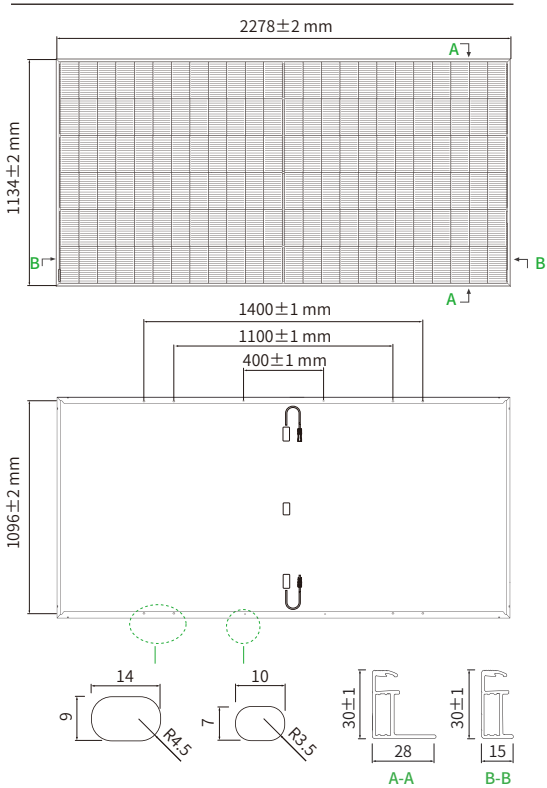 2278±2 mm
A
1134±2 mm
B
B
A
1400±1 mm
1100±1 mm
400±1 mm
1096±2 mm
14
9
R4.5
10
7
R3.5
30±1
28
A-A
30±1
15
B-B